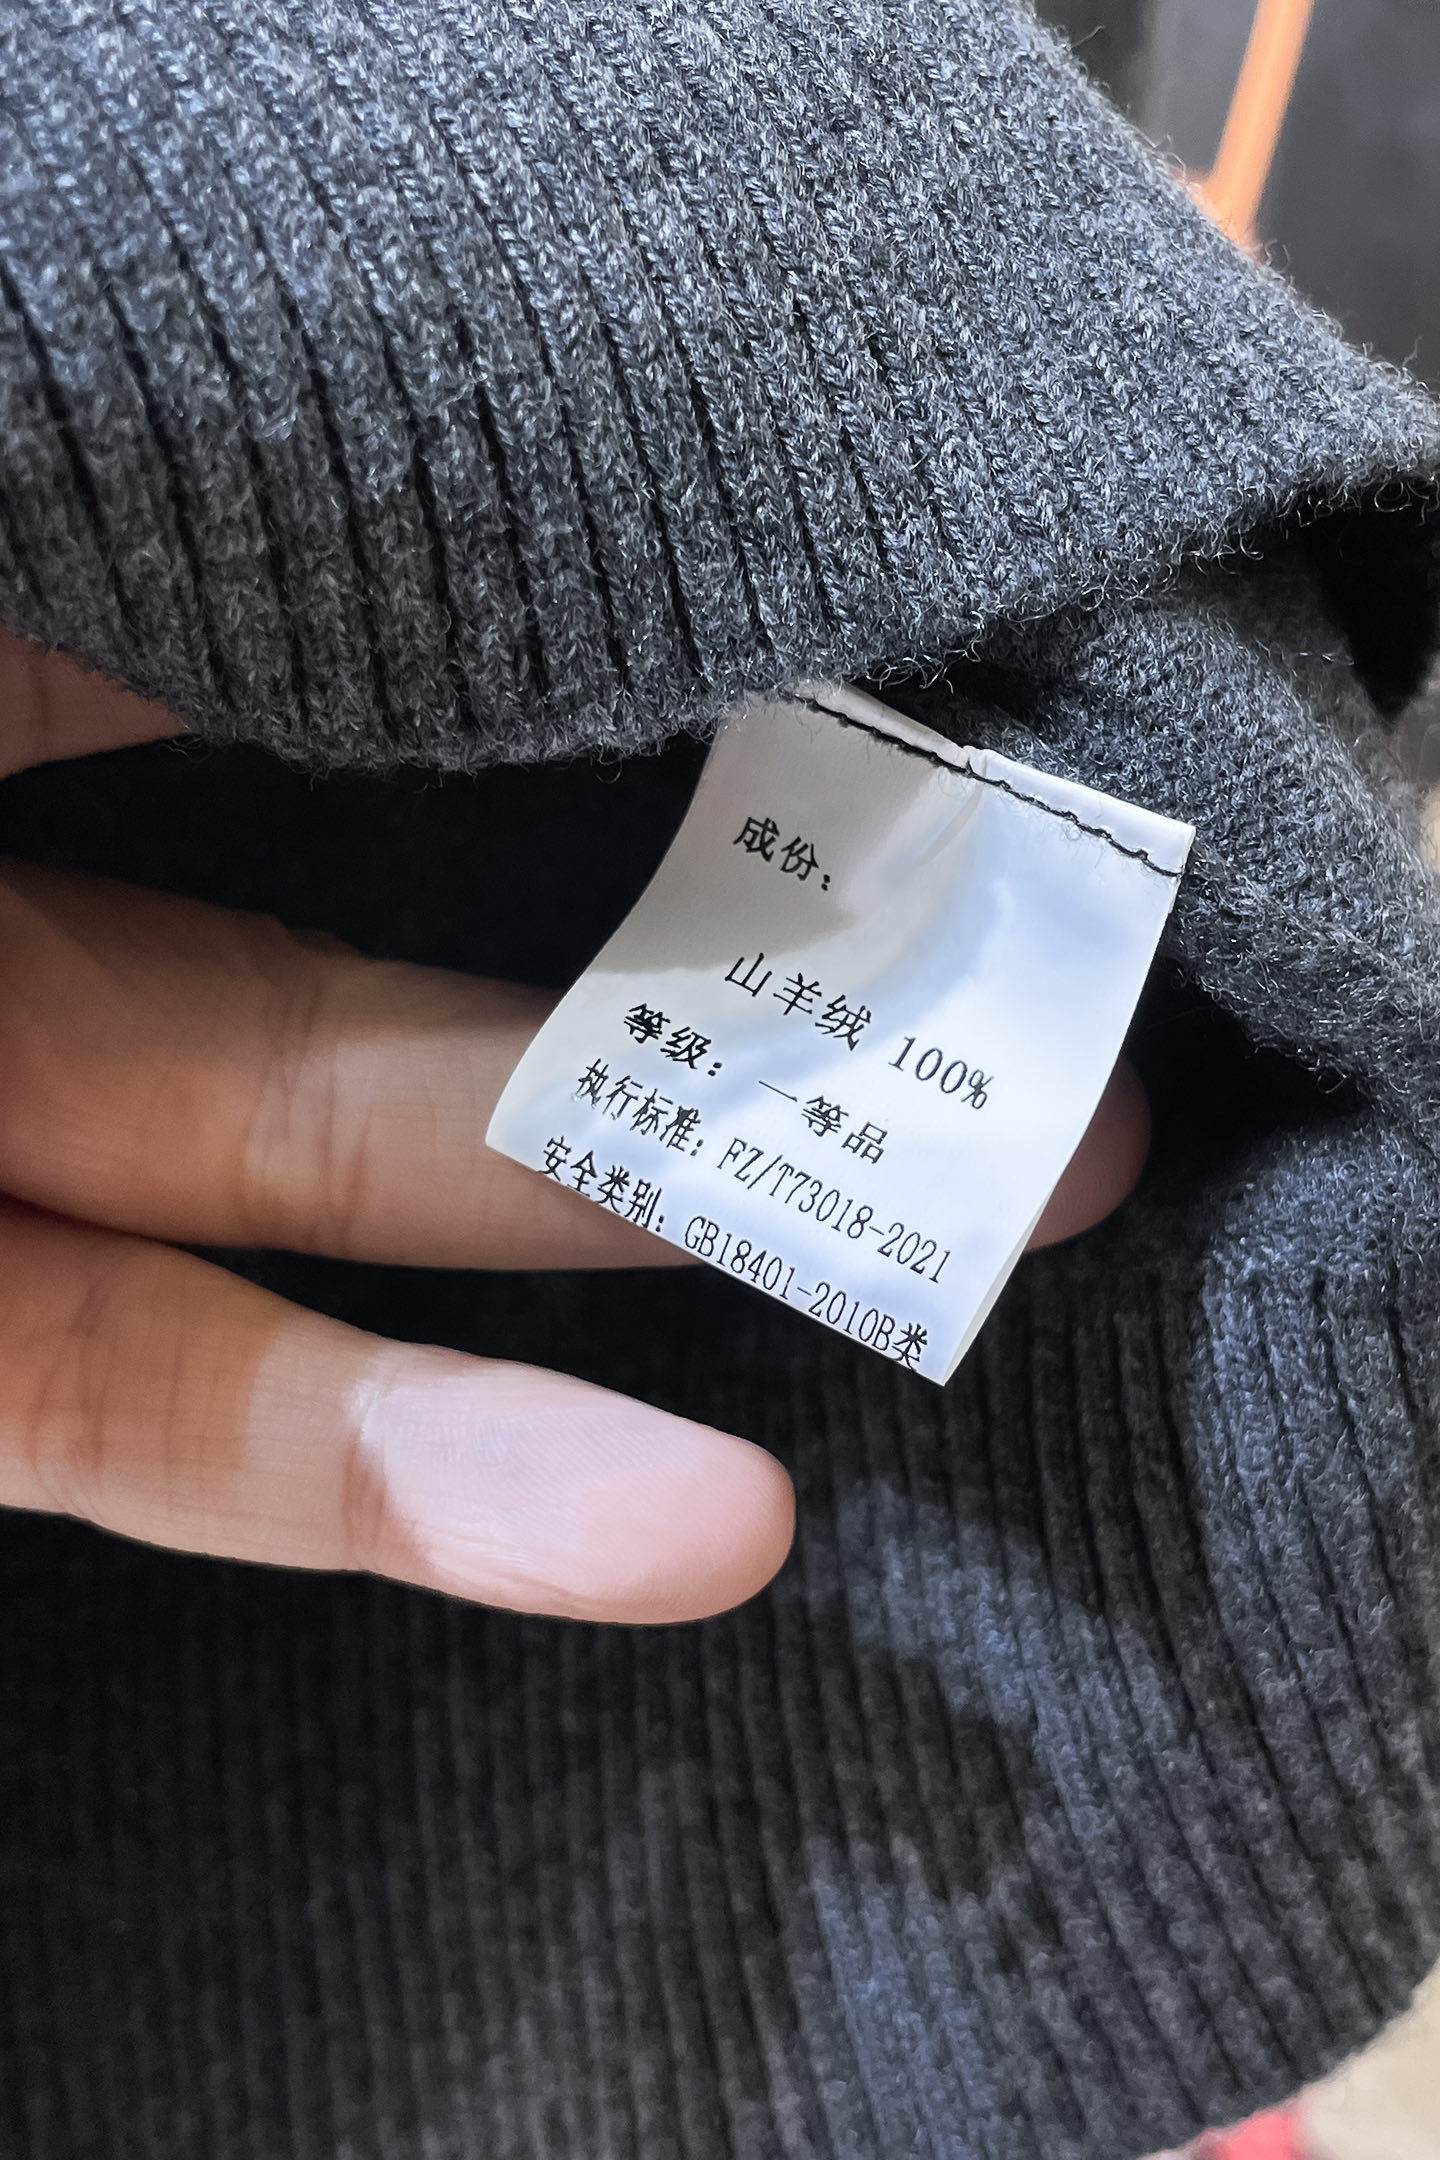 成份：
山羊绒 100%
等级：一等品
执行标准：FZ/T73018-2021
安全类别：GB18401-2010B类